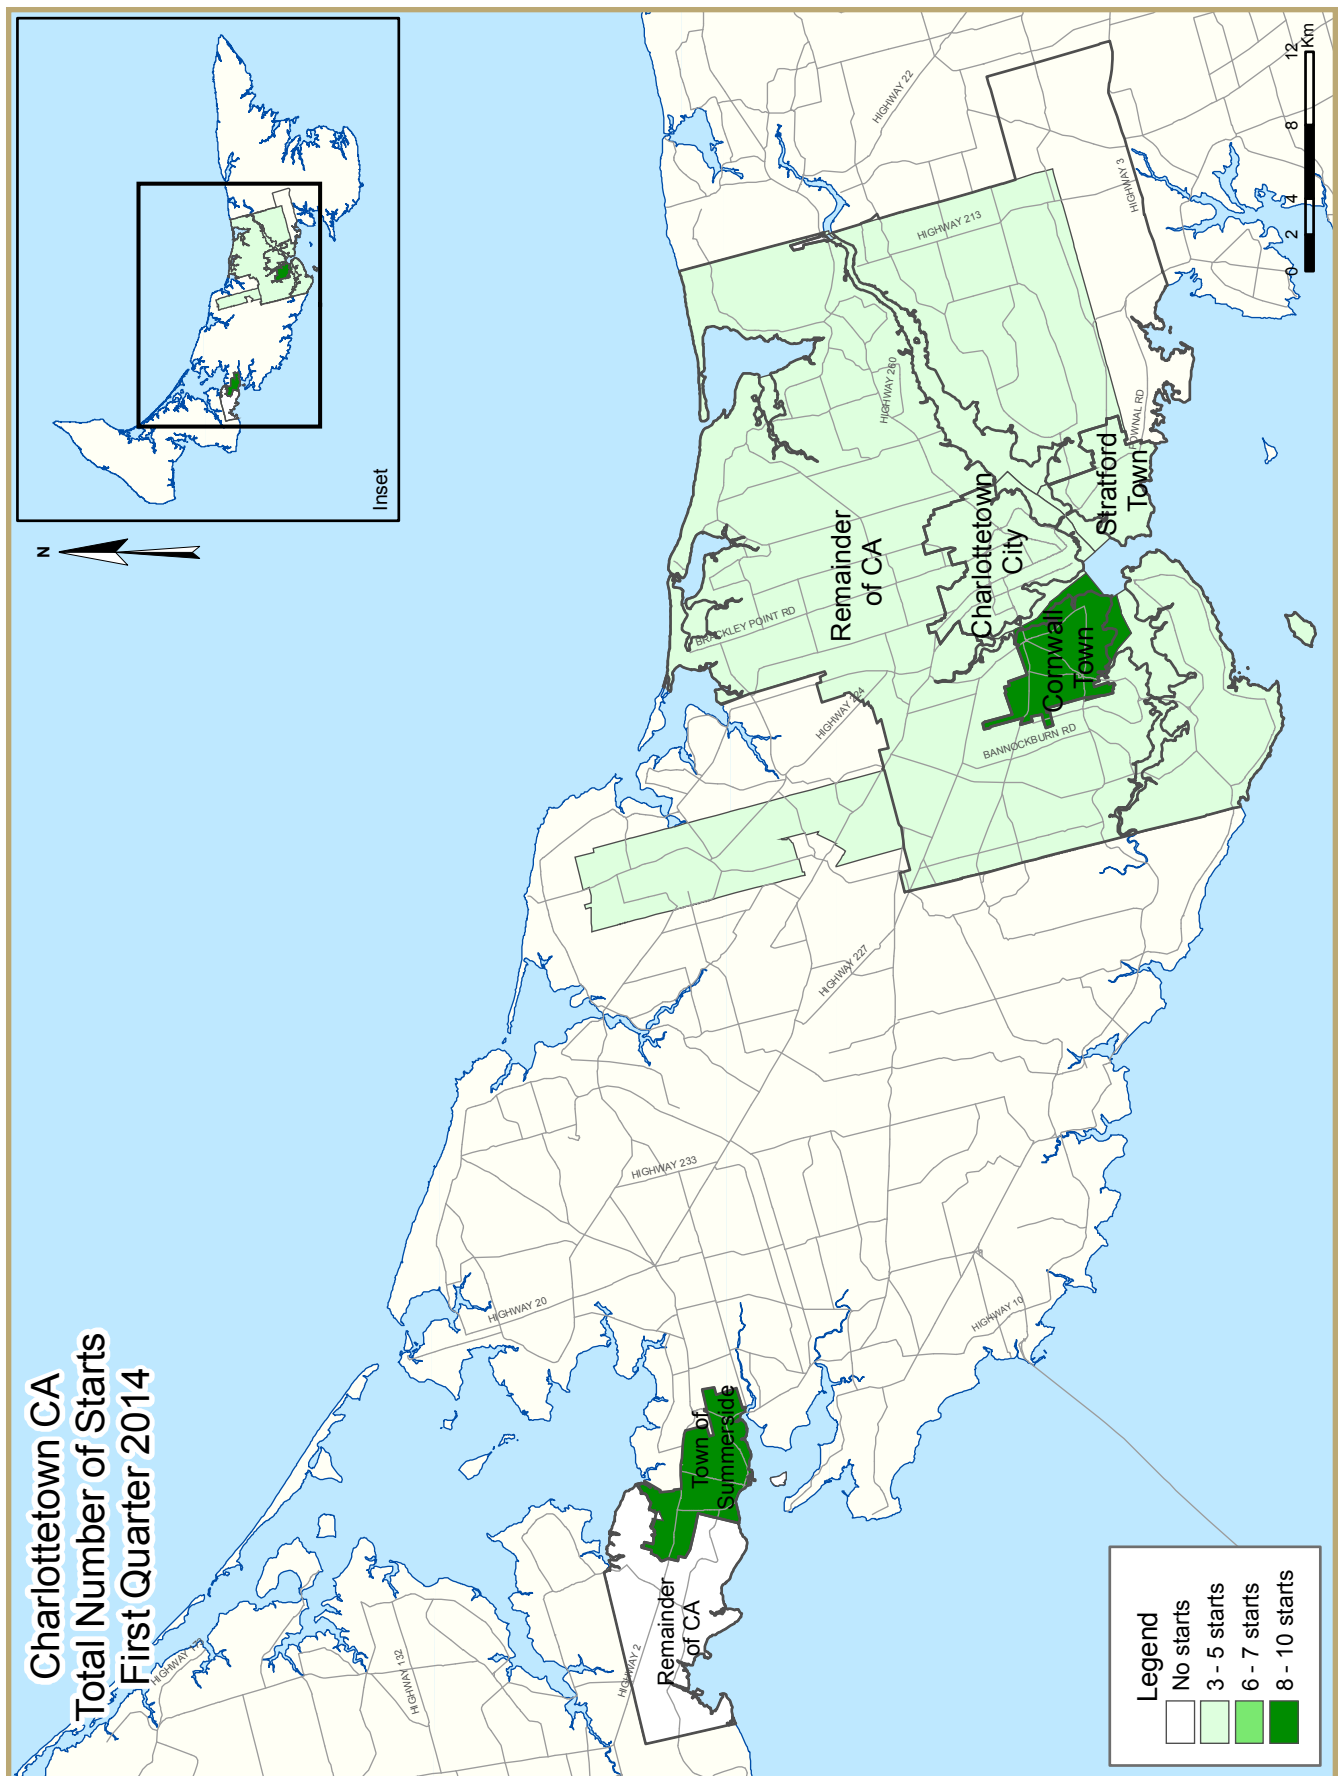 Charlottetown CA
Total Number of Starts
First Quarter 2014
N
Inset
HIGHWAY 132
HIGHWAY 2
HIGHWAY 20
HIGHWAY 233
HIGHWAY 10
HIGHWAY 227
HIGHWAY 224
BRACKLEY POINT RD
BANNOCKBURN RD
HIGHWAY 260
HIGHWAY 213
HIGHWAY 22
HIGHWAY 3
Remainder
of CA
Town of
Summerside
Remainder
of CA
Charlottetown
City
Cornwall
Town
Stratford
Town
Legend
No starts
3 - 5 starts
6 - 7 starts
8 - 10 starts
0 2 4 8 12
Km